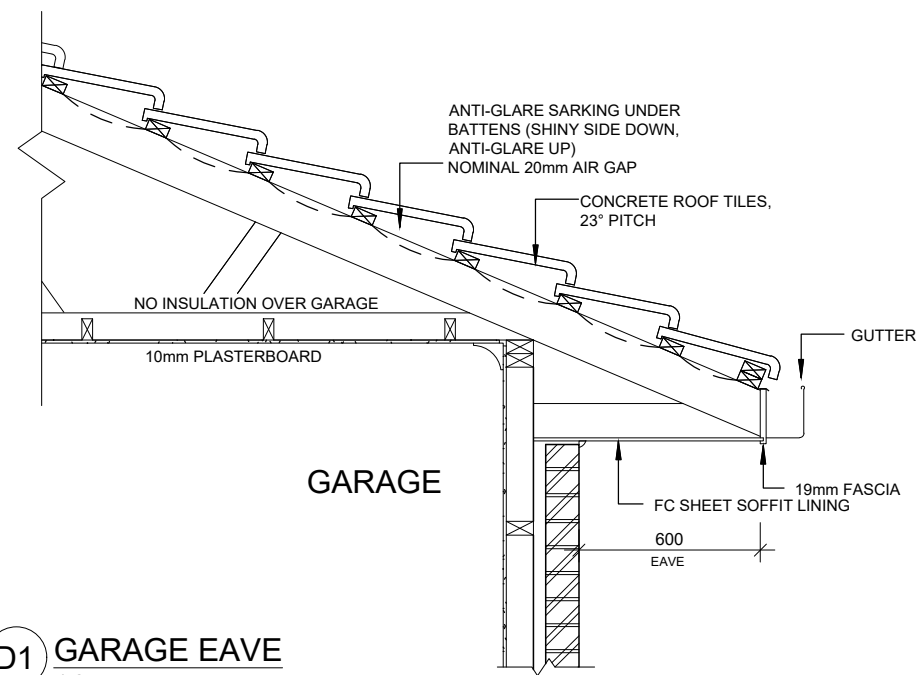 ANTI-GLARE SARKING UNDER
BATTENS (SHINY SIDE DOWN,
ANTI-GLARE UP)
NOMINAL 20mm AIR GAP
CONCRETE ROOF TILES,
23° PITCH
NO INSULATION OVER GARAGE
GUTTER
10mm PLASTERBOARD
GARAGE
19mm FASCIA
FC SHEET SOFFIT LINING
600
EAVE
D1 GARAGE EAVE